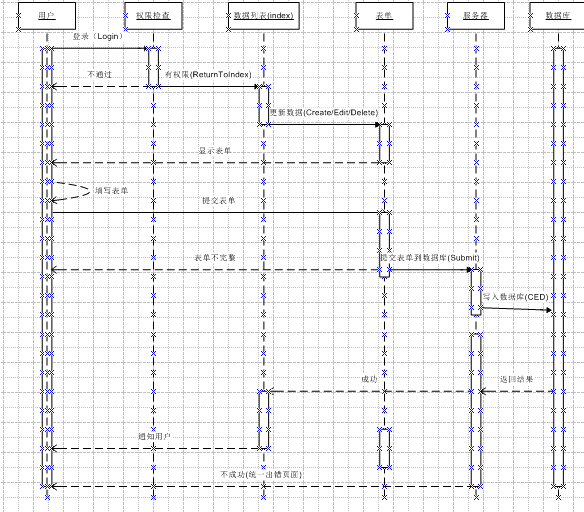 用户 权限检查 数据列表(index) 表单 服务器 数据库
登录（Login）
不通过 有权限(ReturnToIndex)
更新数据(Create/Edit/Delete)
显示表单
填写表单
提交表单
表单不完整 提交表单到数据库(Submit)
写入数据库(CED)
成功 返回结果
通知用户
不成功(统一出错页面)